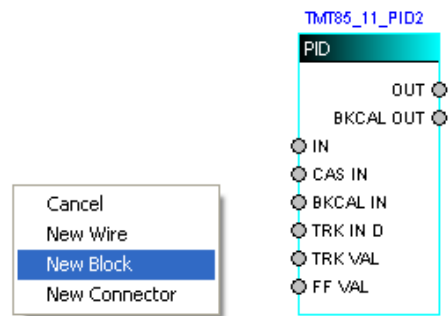 TMT85_11_PID2
PID
OUT
BKCAL OUT
IN
CAS IN
BKCAL IN
TRK IN D
TRK VAL
FF VAL
Cancel
New Wire
New Block
New Connector